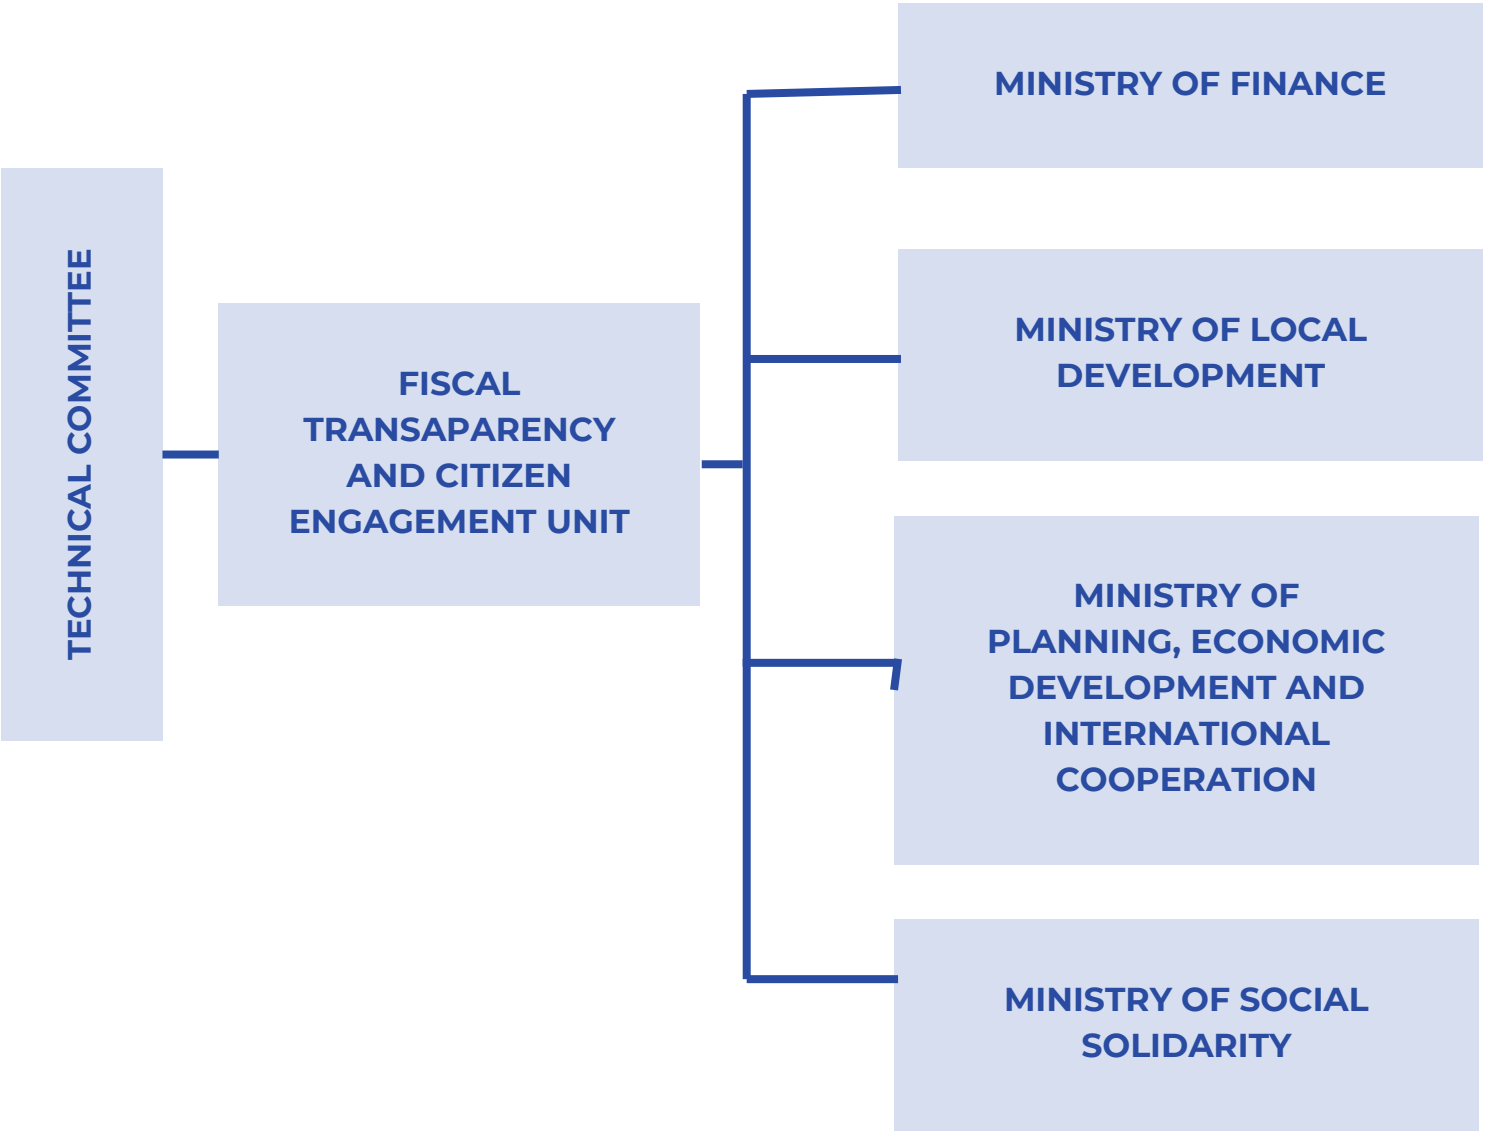 TECHNICAL COMMITTEE
FISCAL
TRANSAPARENCY
AND CITIZEN
ENGAGEMENT UNIT
MINISTRY OF FINANCE
MINISTRY OF LOCAL
DEVELOPMENT
MINISTRY OF
PLANNING, ECONOMIC
DEVELOPMENT AND
INTERNATIONAL
COOPERATION
MINISTRY OF SOCIAL
SOLIDARITY